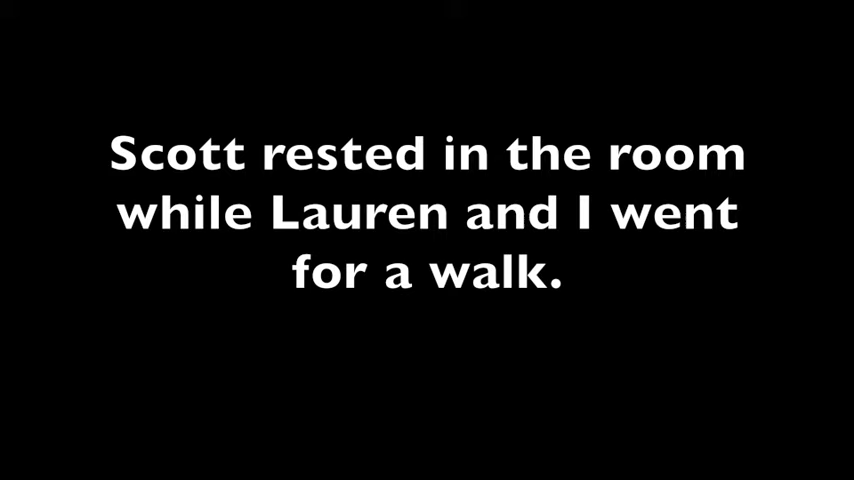 Scott rested in the room
while Lauren and I went
for a walk.